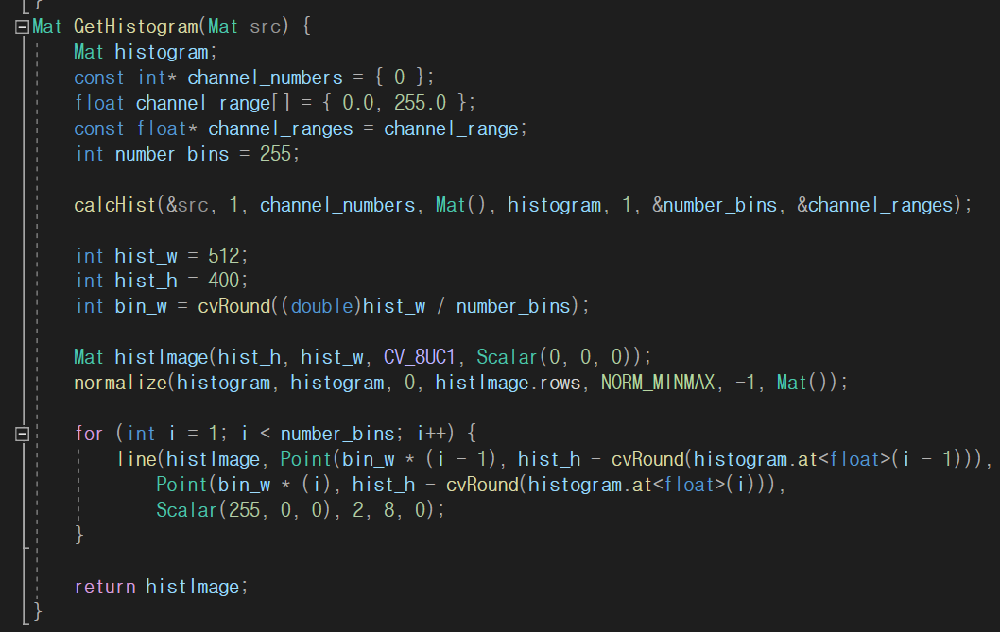 }
Mat GetHistogram(Mat src) {
Mat histogram;
const int* channel_numbers = { 0 };
float channel_range[] = { 0.0, 255.0 };
const float* channel_ranges = channel_range;
int number_bins = 255;
calcHist(&src, 1, channel_numbers, Mat(), histogram, 1, &number_bins, &channel_ranges);
int hist_w = 512;
int hist_h = 400;
int bin_w = cvRound((double)hist_w / number_bins);
Mat histImage(hist_h, hist_w, CV_8UC1, Scalar(0, 0, 0));
normalize(histogram, histogram, 0, histImage.rows, NORM_MINMAX, -1, Mat());
for (int i = 1; i < number_bins; i++) {
line(histImage, Point(bin_w * (i - 1), hist_h - cvRound(histogram.at<float>(i - 1))),
Point(bin_w * (i), hist_h - cvRound(histogram.at<float>(i))),
Scalar(255, 0, 0), 2, 8, 0);
}
return histImage;
}